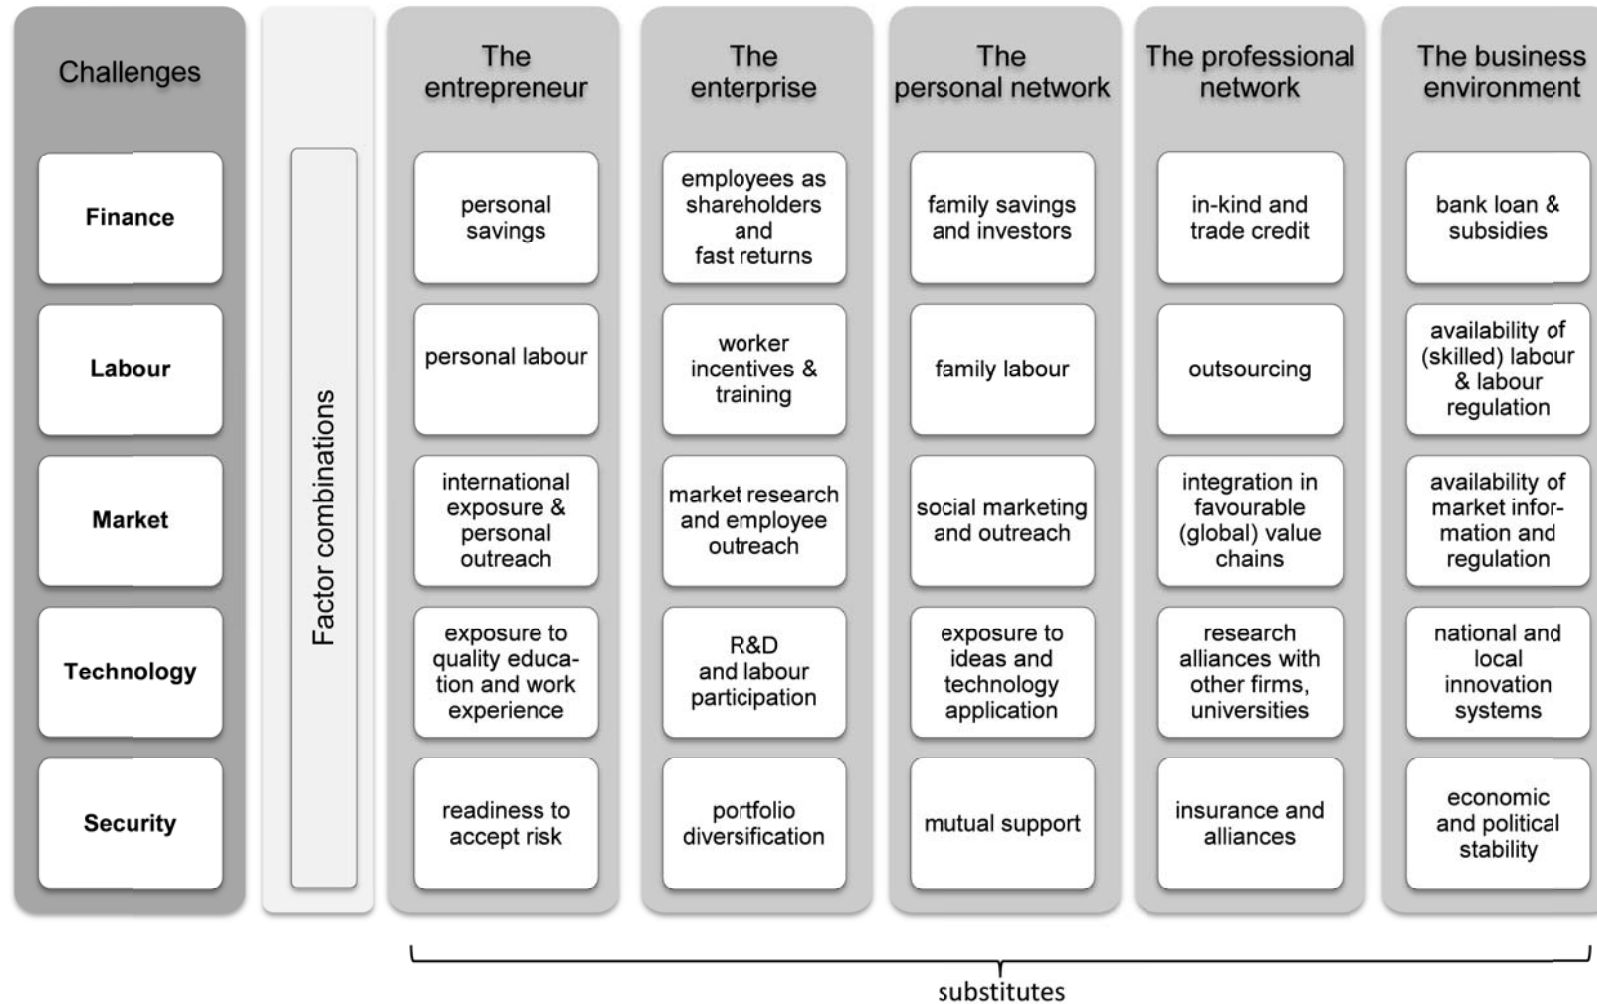 Challenges
Factor combinations
The
entrepreneur
The
enterprise
The
personal network
The professional
network
The business
environment
Finance
personal
savings
employees as
shareholders
and
fast returns
family savings
and investors
in-kind and
trade credit
bank loan &
subsidies
Labour
personal labour
worker
incentives &
training
family labour
outsourcing
availability of
(skilled) labour
& labour
regulation
Market
international
exposure &
personal
outreach
market research
and employee
outreach
social marketing
and outreach
integration in
favourable
(global) value
chains
availability of
market infor-
mation and
regulation
Technology
exposure to
quality educa-
tion and work
experience
R&D
and labour
participation
exposure to
ideas and
technology
application
research
alliances with
other firms,
universities
national and
local
innovation
systems
Security
readiness to
accept risk
portfolio
diversification
mutual support
insurance and
alliances
economic
and political
stability
substitutes